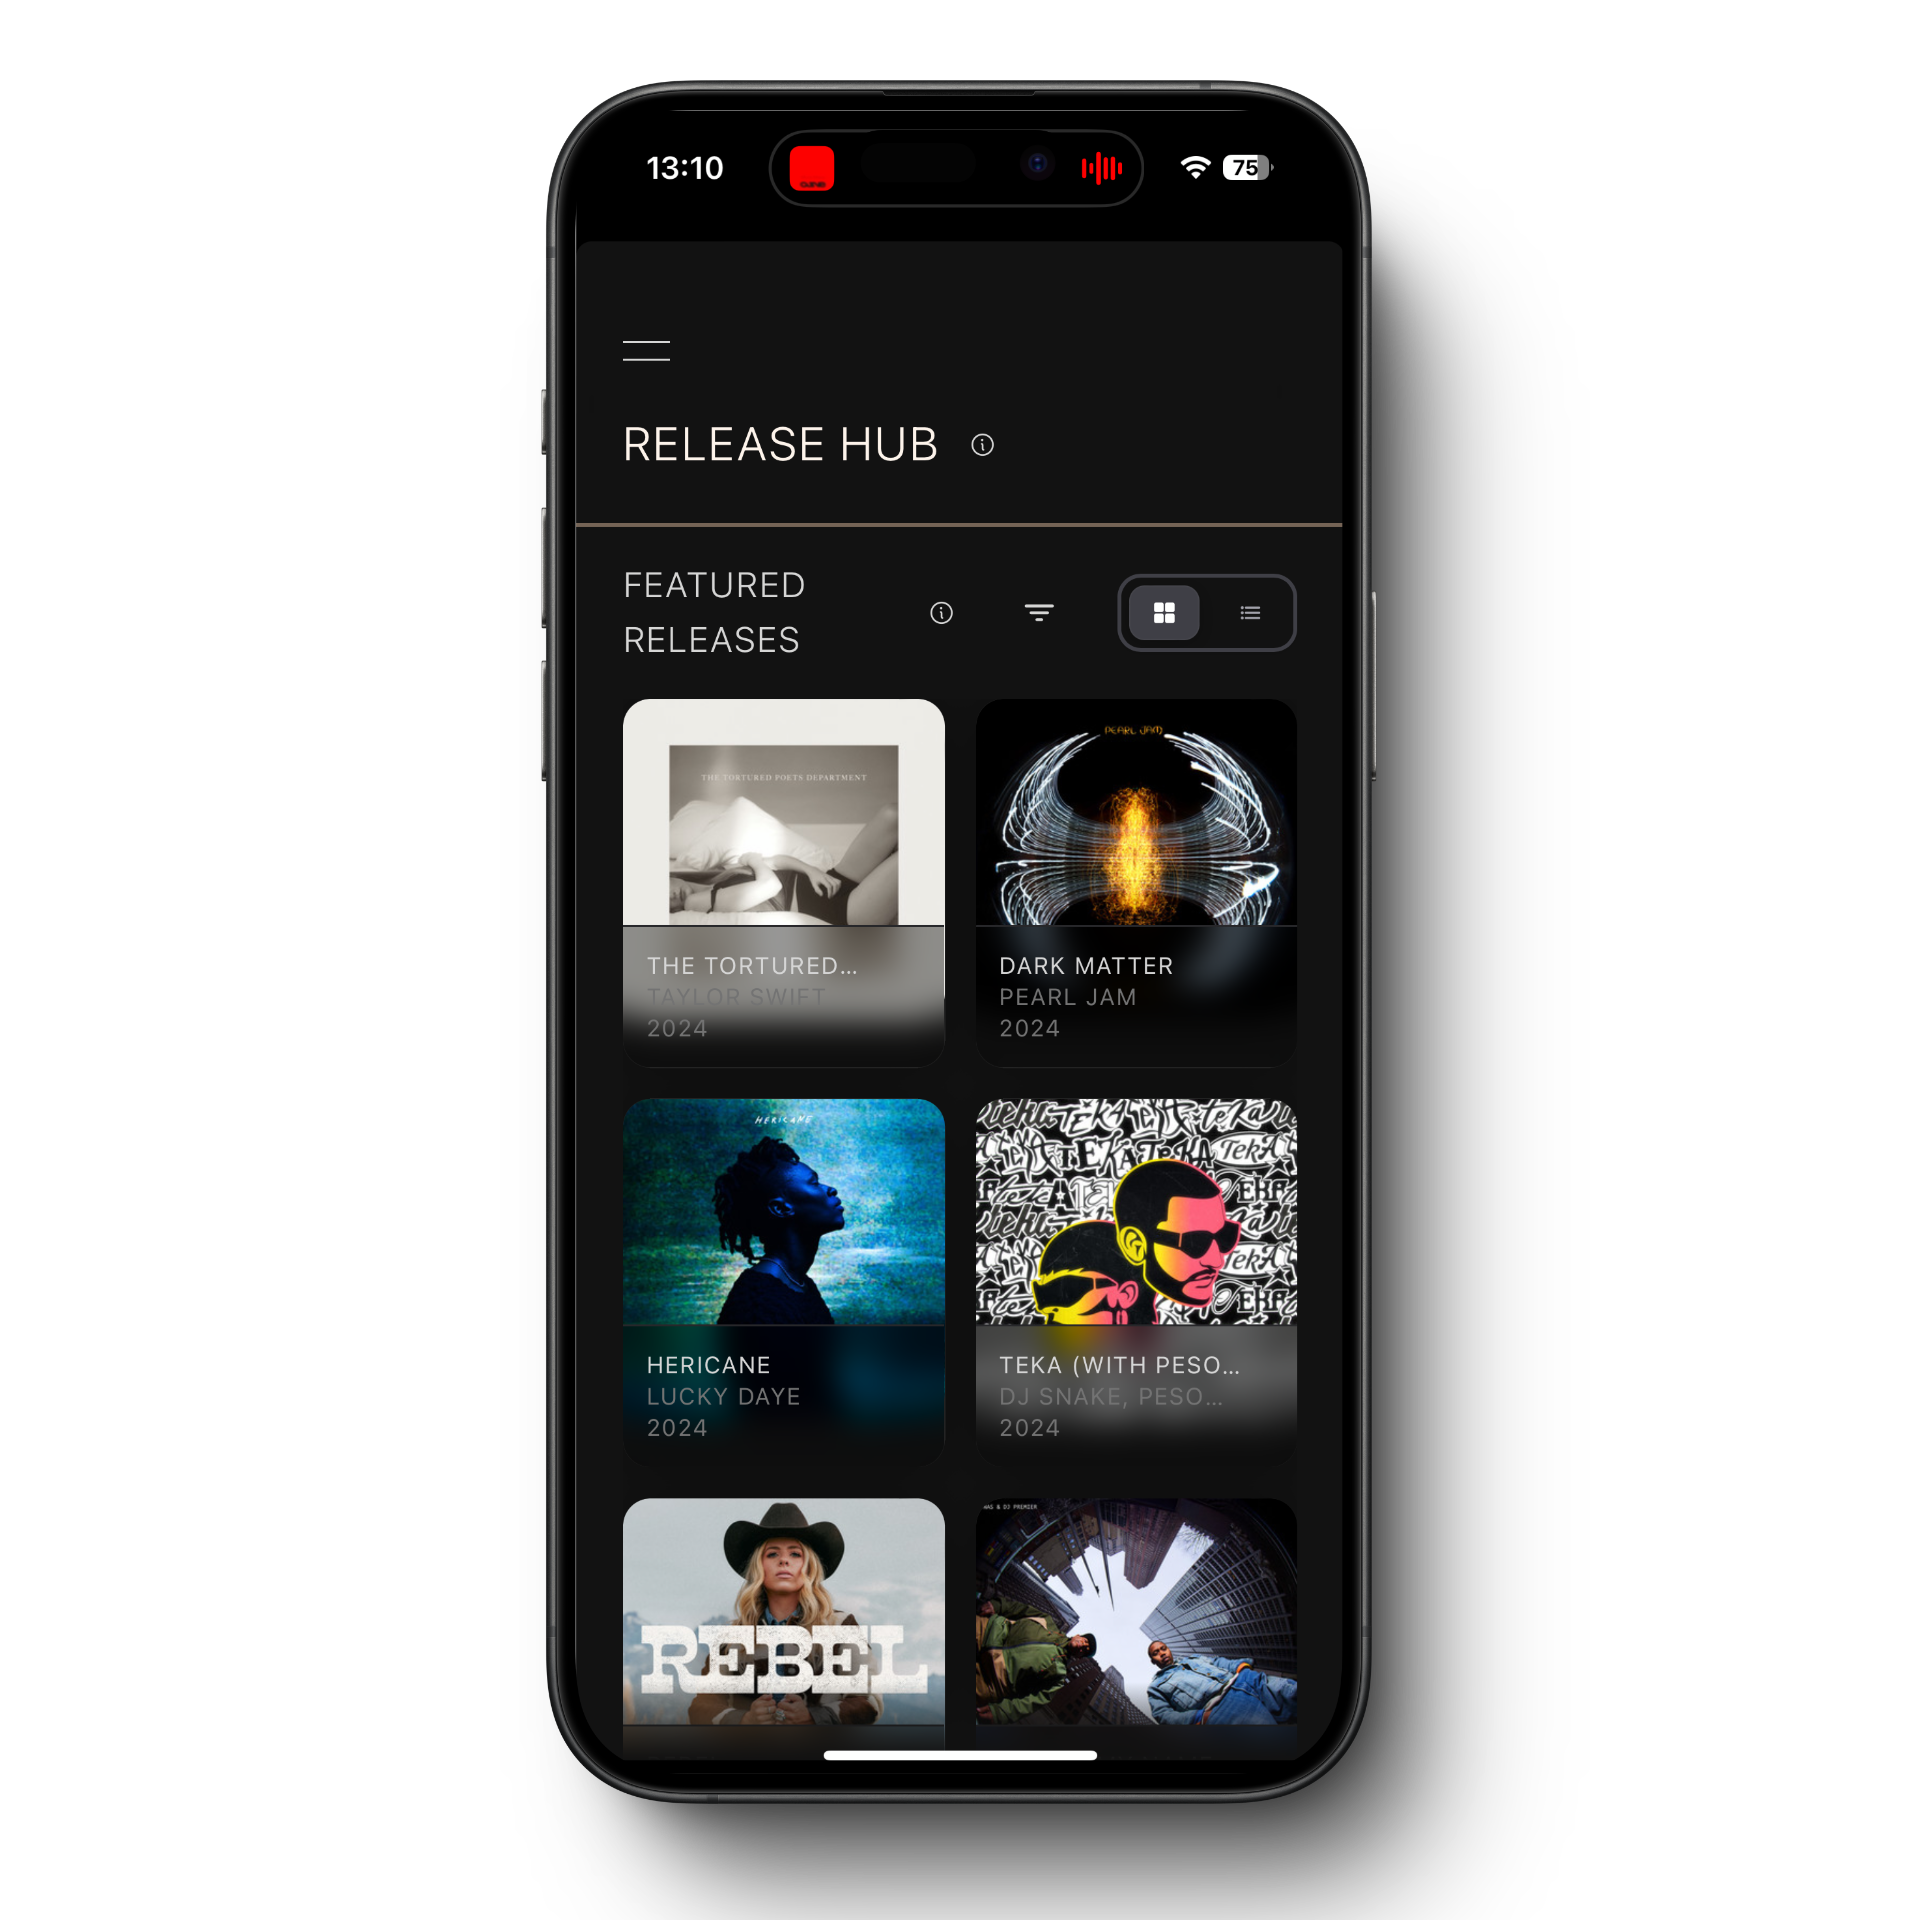 13:10
75
RELEASE HUB
FEATURED
RELEASES
THE TORTURED POETS DEPARTMENT
PEARL JAM
THE TORTURED...
TAYLOR SWIFT
2024
DARK MATTER
PEARL JAM
2024
HERICANE
HERICANE
LUCKY DAYE
2024
TEKA (WITH PESO...
DJ SNAKE, PESO...
2024
NAS & DJ PREMIER
REBEL